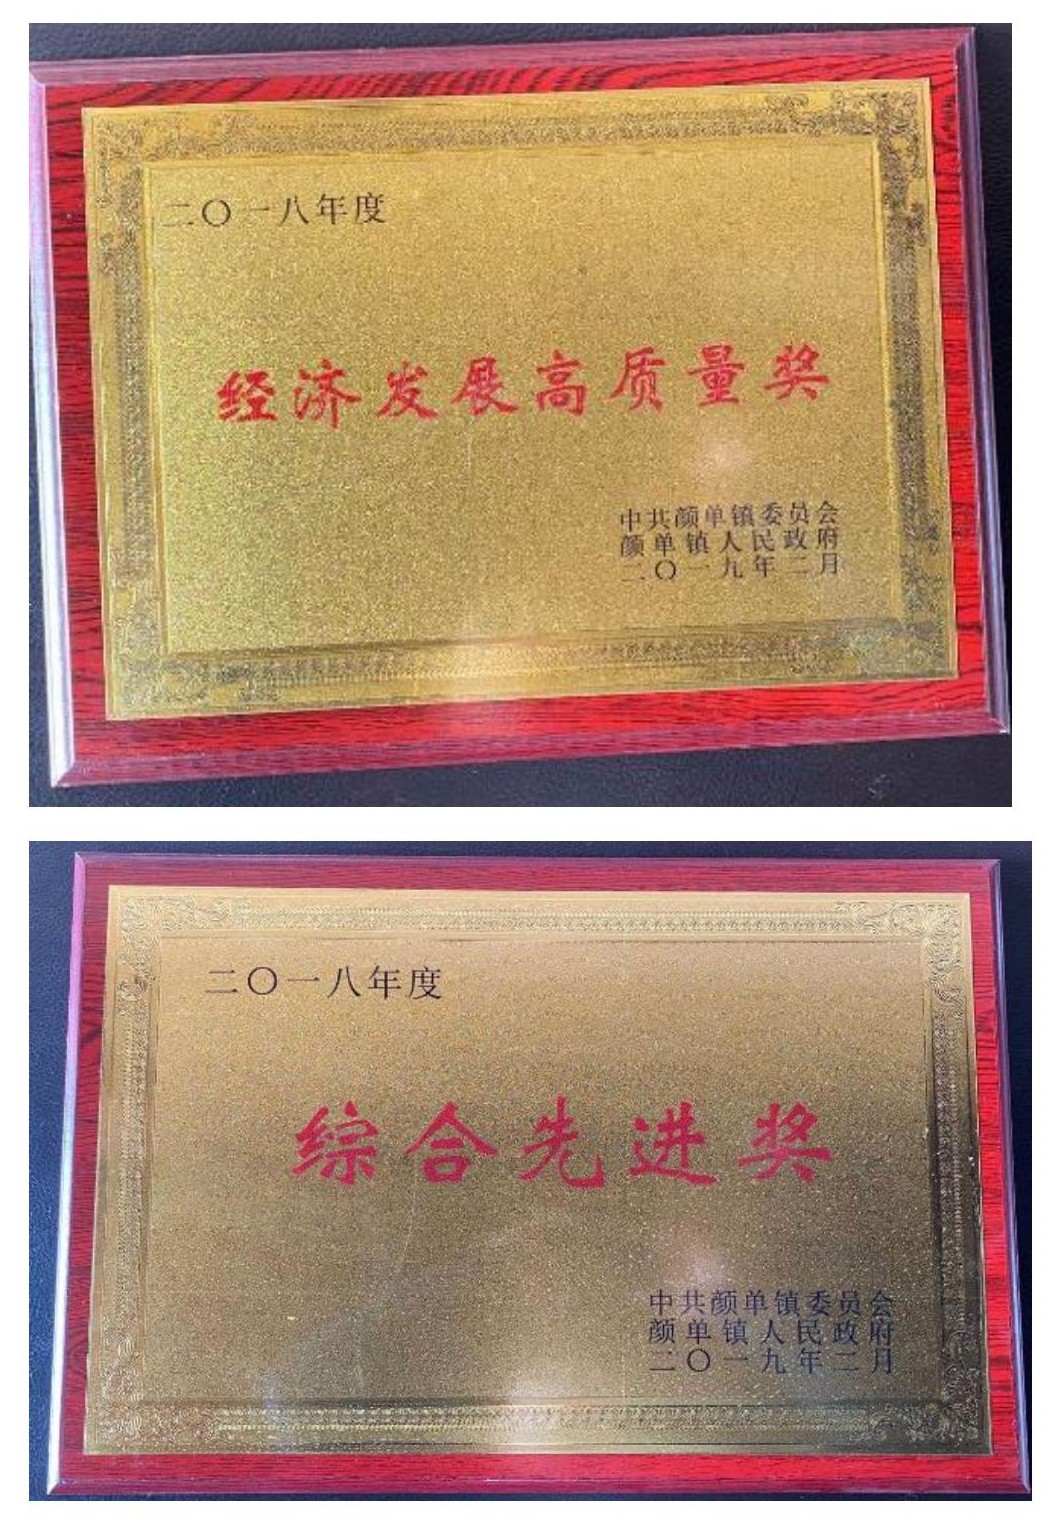 二〇一八年度
经济发展高质量奖
中共颜单镇委员会
颜单镇人民政府
二〇一九年二月
二〇一八年度
综合先进奖
中共颜单镇委员会
颜单镇人民政府
二〇一九年二月